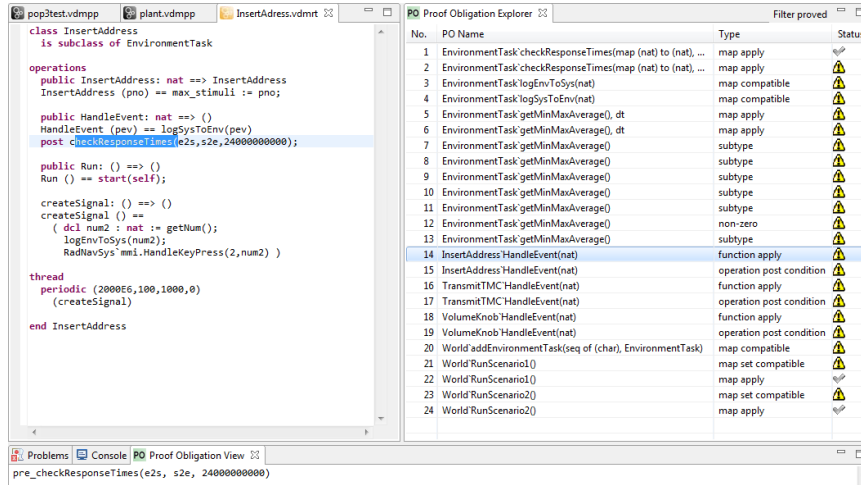 pop3test.vdmpp
plant.vdmpp
InsertAdress.vdmrt
class InsertAddress
is subclass of EnvironmentTask
operations
public InsertAddress: nat ==> InsertAddress
InsertAddress (pno) == max_stimuli := pno;
public HandleEvent: nat ==> ()
HandleEvent (pev) == logSysToEnv(pev)
post checkResponseTimes(e2s,s2e,24000000000);
public Run: () ==> ()
Run () == start(self);
createSignal: () ==> ()
createSignal () ==
( dcl num2 : nat := getNum();
logEnvToSys(num2);
RadNavSys`mmi.HandleKeyPress(2,num2) )
thread
periodic (2000E6,100,1000,0)
(createSignal)
end InsertAddress
PO Proof Obligation Explorer
Filter proved
No. PO Name Type Status
1 EnvironmentTask`checkResponseTimes(map (nat) to (nat), ... map apply
2 EnvironmentTask`checkResponseTimes(map (nat) to (nat), ... map apply
3 EnvironmentTask`logEnvToSys(nat) map compatible
4 EnvironmentTask`logSysToEnv(nat) map compatible
5 EnvironmentTask`getMinMaxAverage(), dt map apply
6 EnvironmentTask`getMinMaxAverage(), dt map apply
7 EnvironmentTask`getMinMaxAverage() subtype
8 EnvironmentTask`getMinMaxAverage() subtype
9 EnvironmentTask`getMinMaxAverage() subtype
10 EnvironmentTask`getMinMaxAverage() subtype
11 EnvironmentTask`getMinMaxAverage() subtype
12 EnvironmentTask`getMinMaxAverage() non-zero
13 EnvironmentTask`getMinMaxAverage() subtype
14 InsertAddress`HandleEvent(nat) function apply
15 InsertAddress`HandleEvent(nat) operation post condition
16 TransmitTMC`HandleEvent(nat) function apply
17 TransmitTMC`HandleEvent(nat) operation post condition
18 VolumeKnob`HandleEvent(nat) function apply
19 VolumeKnob`HandleEvent(nat) operation post condition
20 World`addEnvironmentTask(seq of (char), EnvironmentTask) map compatible
21 World`RunScenario1() map set compatible
22 World`RunScenario1() map apply
23 World`RunScenario2() map set compatible
24 World`RunScenario2() map apply
Problems Console PO Proof Obligation View
pre_checkResponseTimes(e2s, s2e, 24000000000)